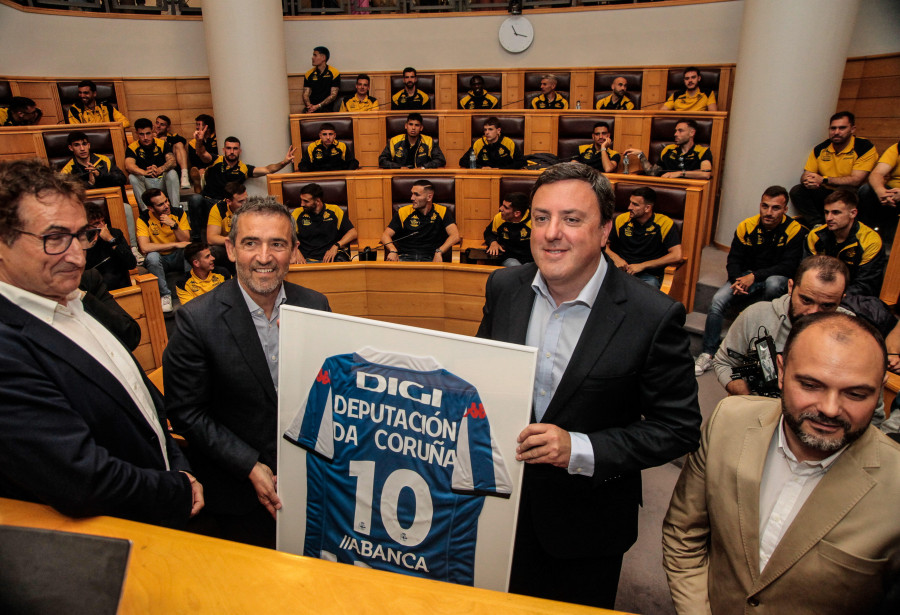 DIGI
DEPUTACIÓN
DA CORUÑA
10
ABANCA